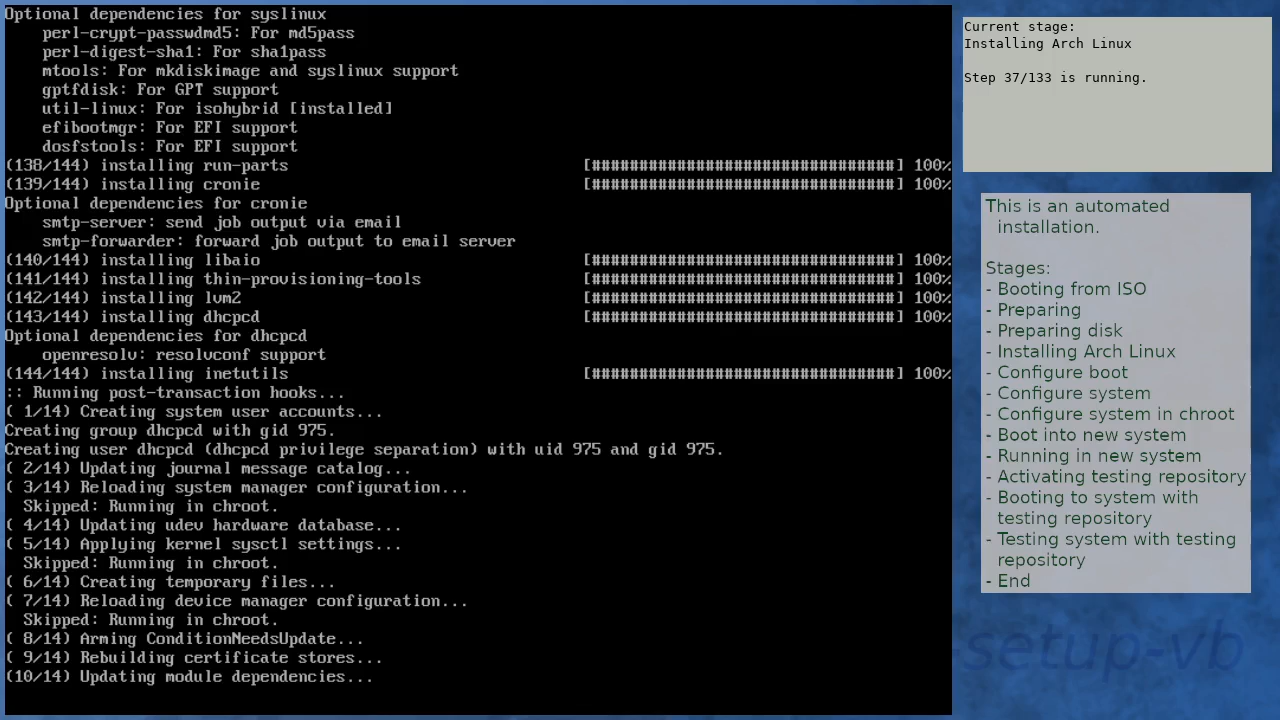 Optional dependencies for syslinux
    perl-crypt-passwdmd5: For md5pass
    perl-digest-sha1: For sha1pass
    mtools: For mkdiskimage and syslinux support
    gptfdisk: For GPT support
    util-linux: For isohybrid [installed]
    efibootmgr: For EFI support
    dosfstools: For EFI support
(138/144) installing run-parts [################################] 100%
(139/144) installing cronie [################################] 100%
Optional dependencies for cronie
    smtp-server: send job output via email
    smtp-forwarder: forward job output to email server
(140/144) installing libaio [################################] 100%
(141/144) installing thin-provisioning-tools [################################] 100%
(142/144) installing lvm2 [################################] 100%
(143/144) installing dhcpcd [################################] 100%
Optional dependencies for dhcpcd
    openresolv: resolvconf support
(144/144) installing inetutils [################################] 100%
:: Running post-transaction hooks...
( 1/14) Creating system user accounts...
Creating group dhcpcd with gid 975.
Creating user dhcpcd (dhcpcd privilege separation) with uid 975 and gid 975.
( 2/14) Updating journal message catalog...
( 3/14) Reloading system manager configuration...
  Skipped: Running in chroot.
( 4/14) Updating udev hardware database...
( 5/14) Applying kernel sysctl settings...
  Skipped: Running in chroot.
( 6/14) Creating temporary files...
( 7/14) Reloading device manager configuration...
  Skipped: Running in chroot.
( 8/14) Arming ConditionNeedsUpdate...
( 9/14) Rebuilding certificate stores...
(10/14) Updating module dependencies...
Current stage:
Installing Arch Linux
Step 37/133 is running.
This is an automated
installation.
Stages:
- Booting from ISO
- Preparing
- Preparing disk
- Installing Arch Linux
- Configure boot
- Configure system
- Configure system in chroot
- Boot into new system
- Running in new system
- Activating testing repository
- Booting to system with
testing repository
- Testing system with testing
repository
- End
-setup-vb